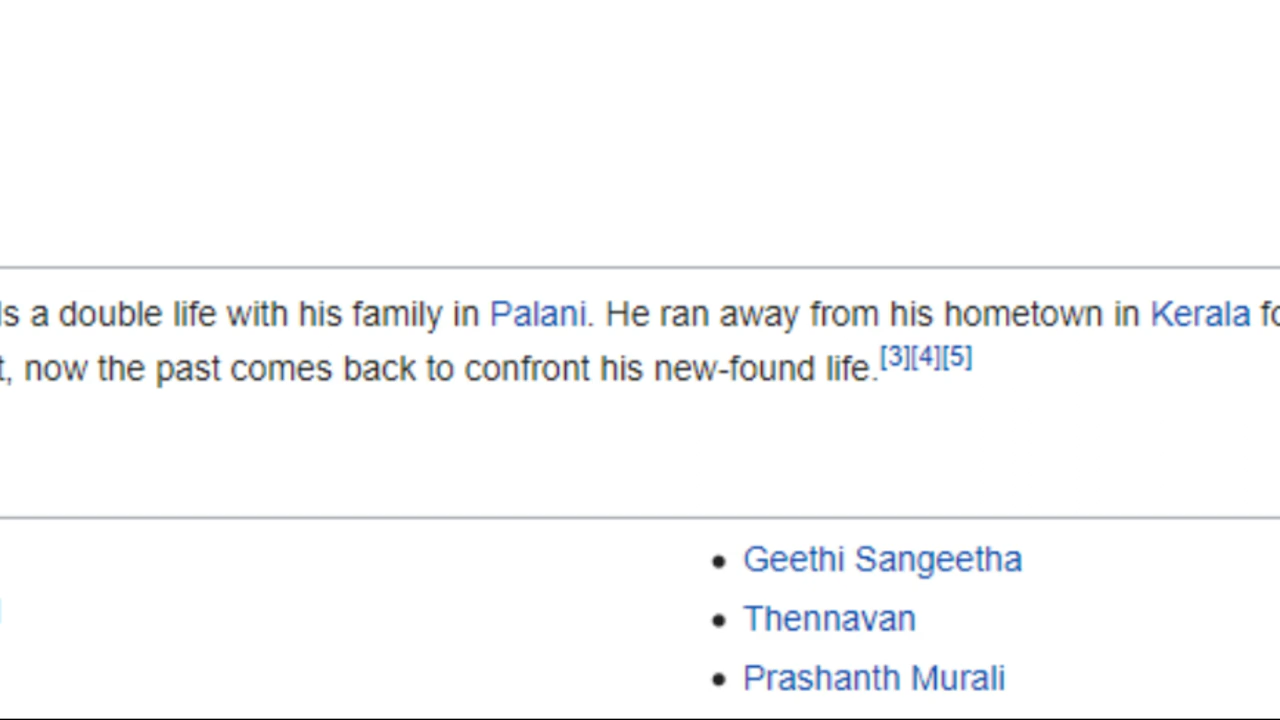 s a double life with his family in Palani. He ran away from his hometown in Kerala fo
, now the past comes back to confront his new-found life.[3][4][5]
Geethi Sangeetha
Thennavan
Prashanth Murali